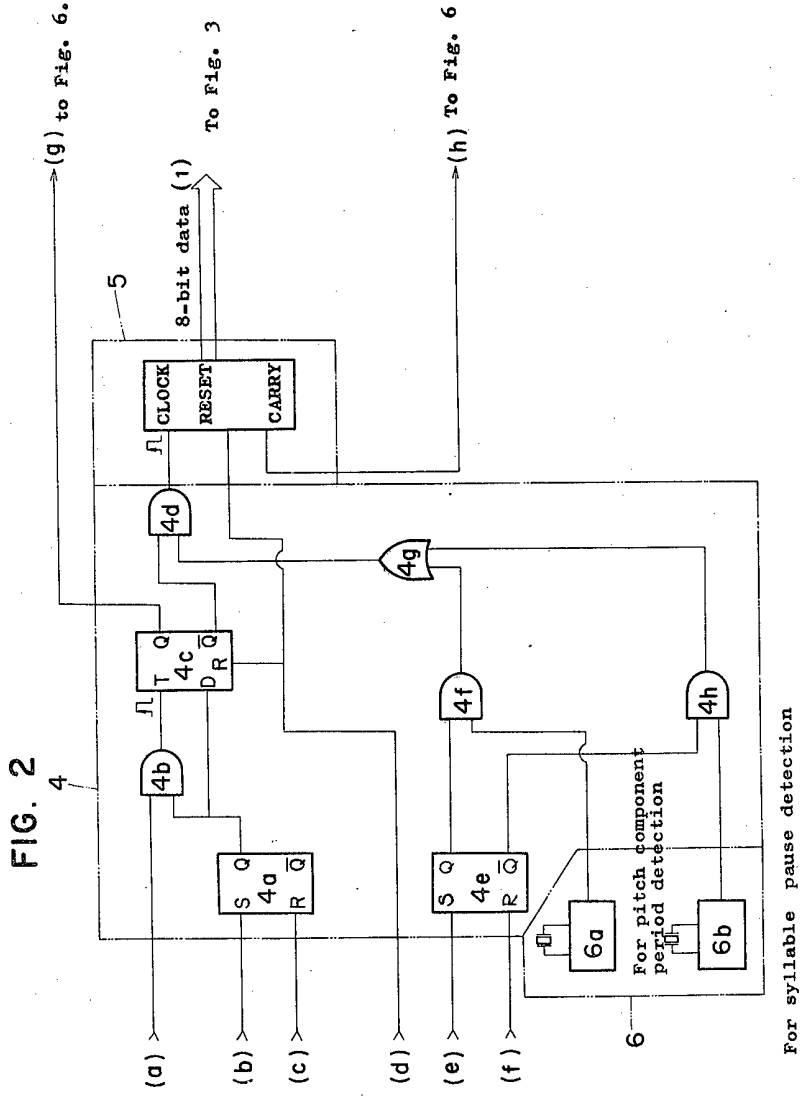 FIG. 2
(g) to Fig. 6.
To Fig. 3
(h) To Fig. 6
8-bit data (1)
5
CLOCK
RESET
CARRY
4
4d
4g
T Q
4c
D Q̅
R
4b
4f
4h
S Q
4a
R Q̅
S Q
4e
R Q̅
For pitch component
period detection
6a
6b
6
For syllable pause detection
(a)
(b)
(c)
(d)
(e)
(f)